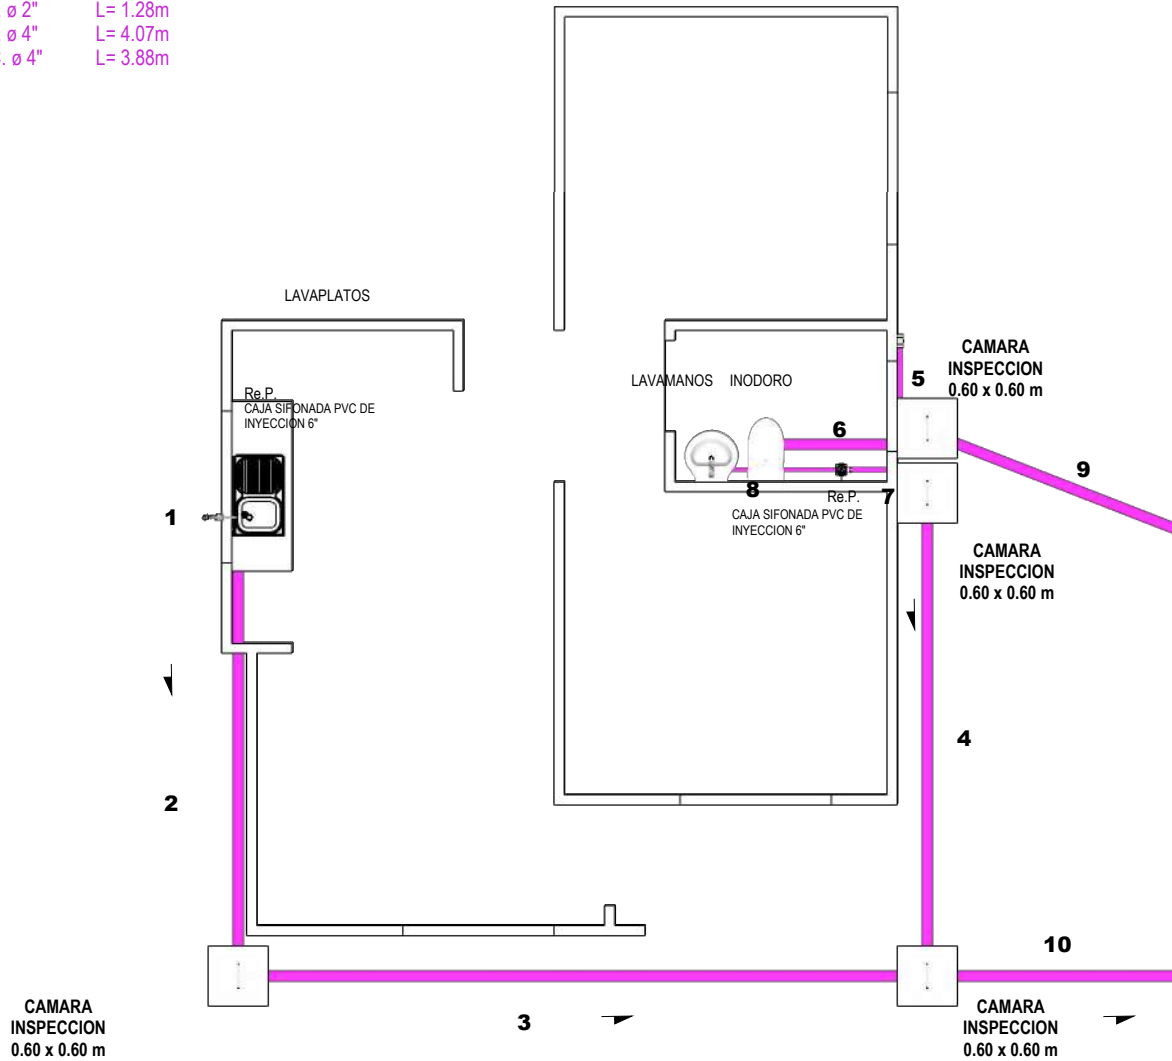 ø 2" L= 1.28m
ø 4" L= 4.07m
. ø 4" L= 3.88m
LAVAPLATOS
CAMARA
INSPECCION
0.60 x 0.60 m
LAVAMANOS INODORO
5
Re.P.
CAJA SIFONADA PVC DE
INYECCION 6"
6
9
8
7
Re.P.
CAJA SIFONADA PVC DE
INYECCION 6"
1
CAMARA
INSPECCION
0.60 x 0.60 m
4
2
10
CAMARA
INSPECCION
0.60 x 0.60 m
3
CAMARA
INSPECCION
0.60 x 0.60 m